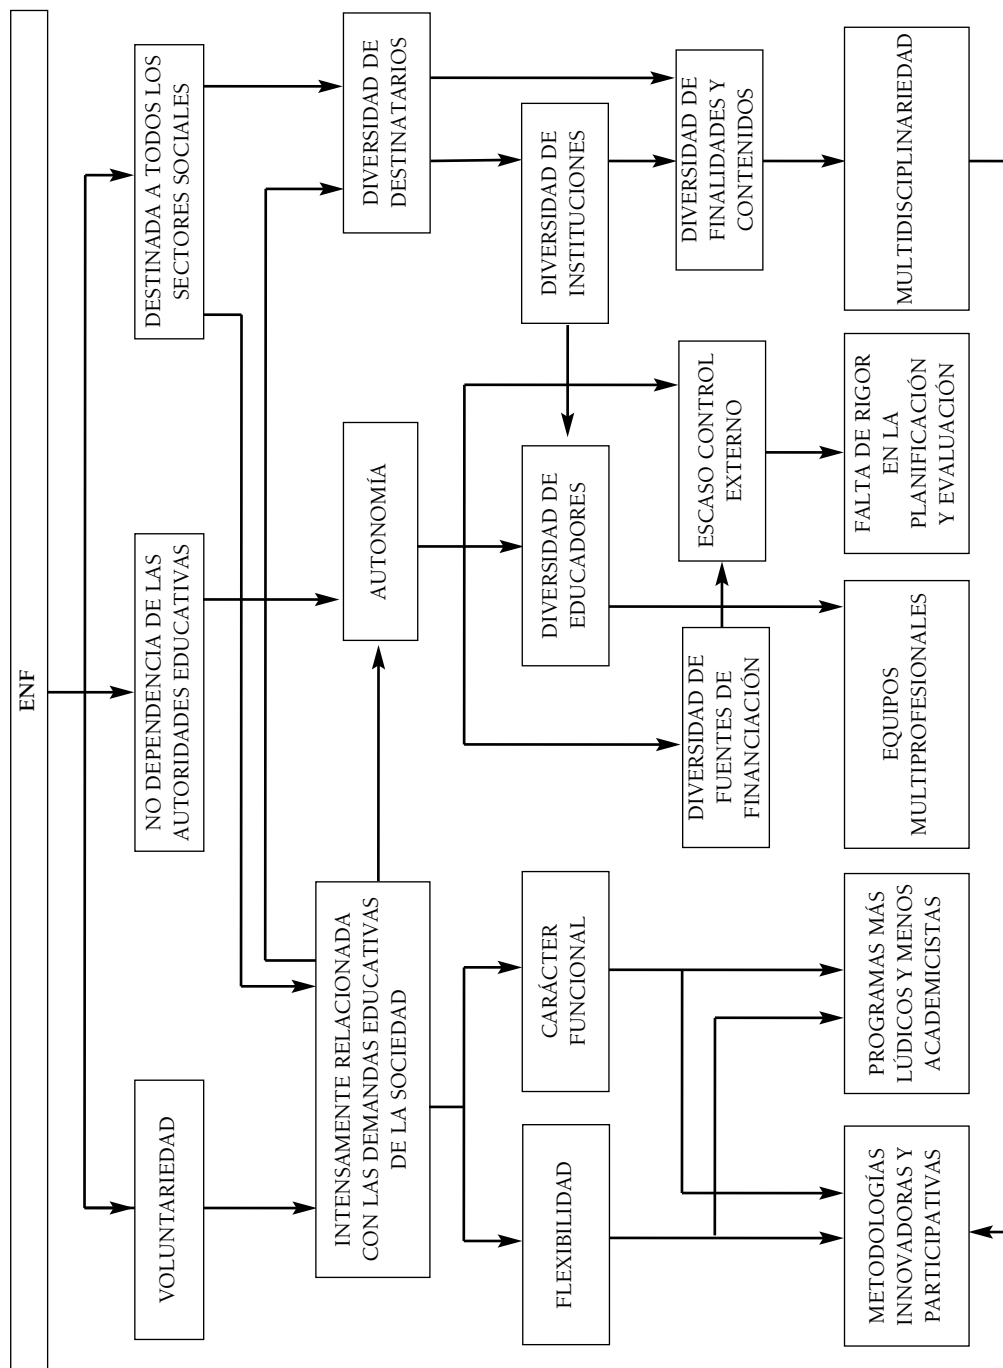 ENF
VOLUNTARIEDAD
NO DEPENDENCIA DE LAS
AUTORIDADES EDUCATIVAS
DESTINADA A TODOS LOS
SECTORES SOCIALES
INTENSAMENTE RELACIONADA
CON LAS DEMANDAS EDUCATIVAS
DE LA SOCIEDAD
AUTONOMÍA
DIVERSIDAD DE
DESTINATARIOS
FLEXIBILIDAD
CARÁCTER
FUNCIONAL
DIVERSIDAD DE
EDUCADORES
DIVERSIDAD DE
INSTITUCIONES
DIVERSIDAD DE
FUENTES DE
FINANCIACIÓN
ESCASO CONTROL
EXTERNO
DIVERSIDAD DE
FINALIDADES Y
CONTENIDOS
METODOLOGÍAS
INNOVADORAS Y
PARTICIPATIVAS
PROGRAMAS MÁS
LÚDICOS Y MENOS
ACADEMICISTAS
EQUIPOS
MULTIPROFESIONALES
FALTA DE RIGOR
EN LA
PLANIFICACIÓN
Y EVALUACIÓN
MULTIDISCIPLINARIEDAD